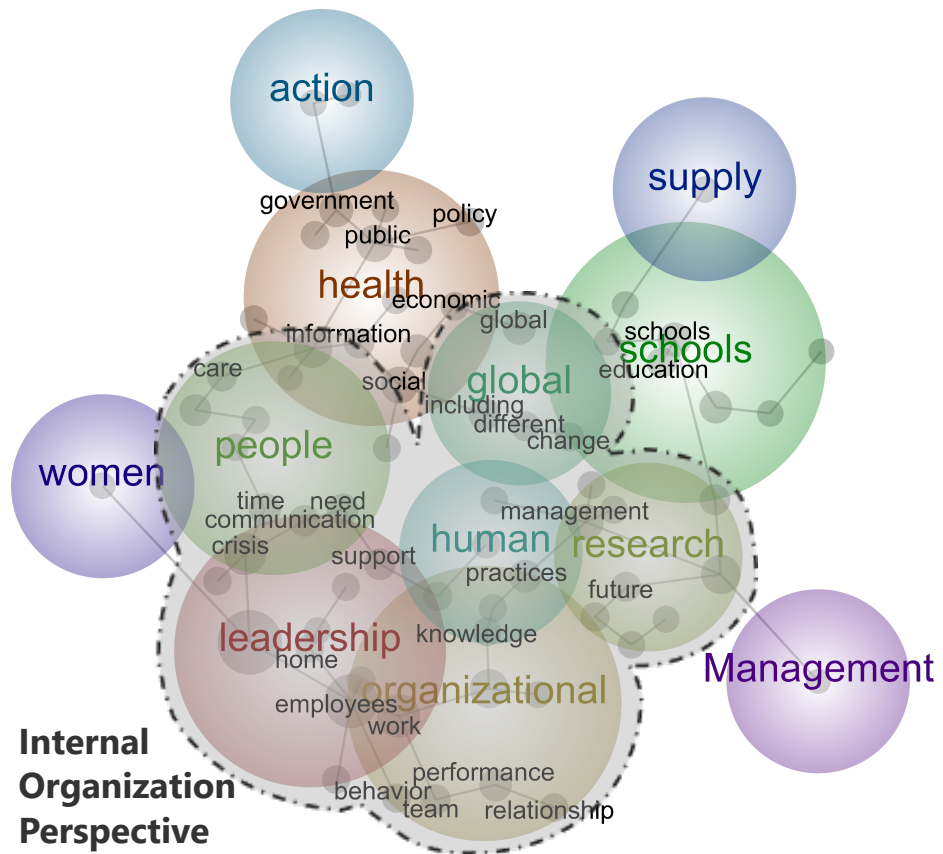 action
supply
government
policy
public
health
economic
global
information
schools
schools
education
care
social
global
including
different
change
people
women
time
need
management
communication
human
research
crisis
support
practices
future
knowledge
leadership
home
Management
organizational
employees
work
Internal
Organization
Perspective
performance
behavior
team
relationship